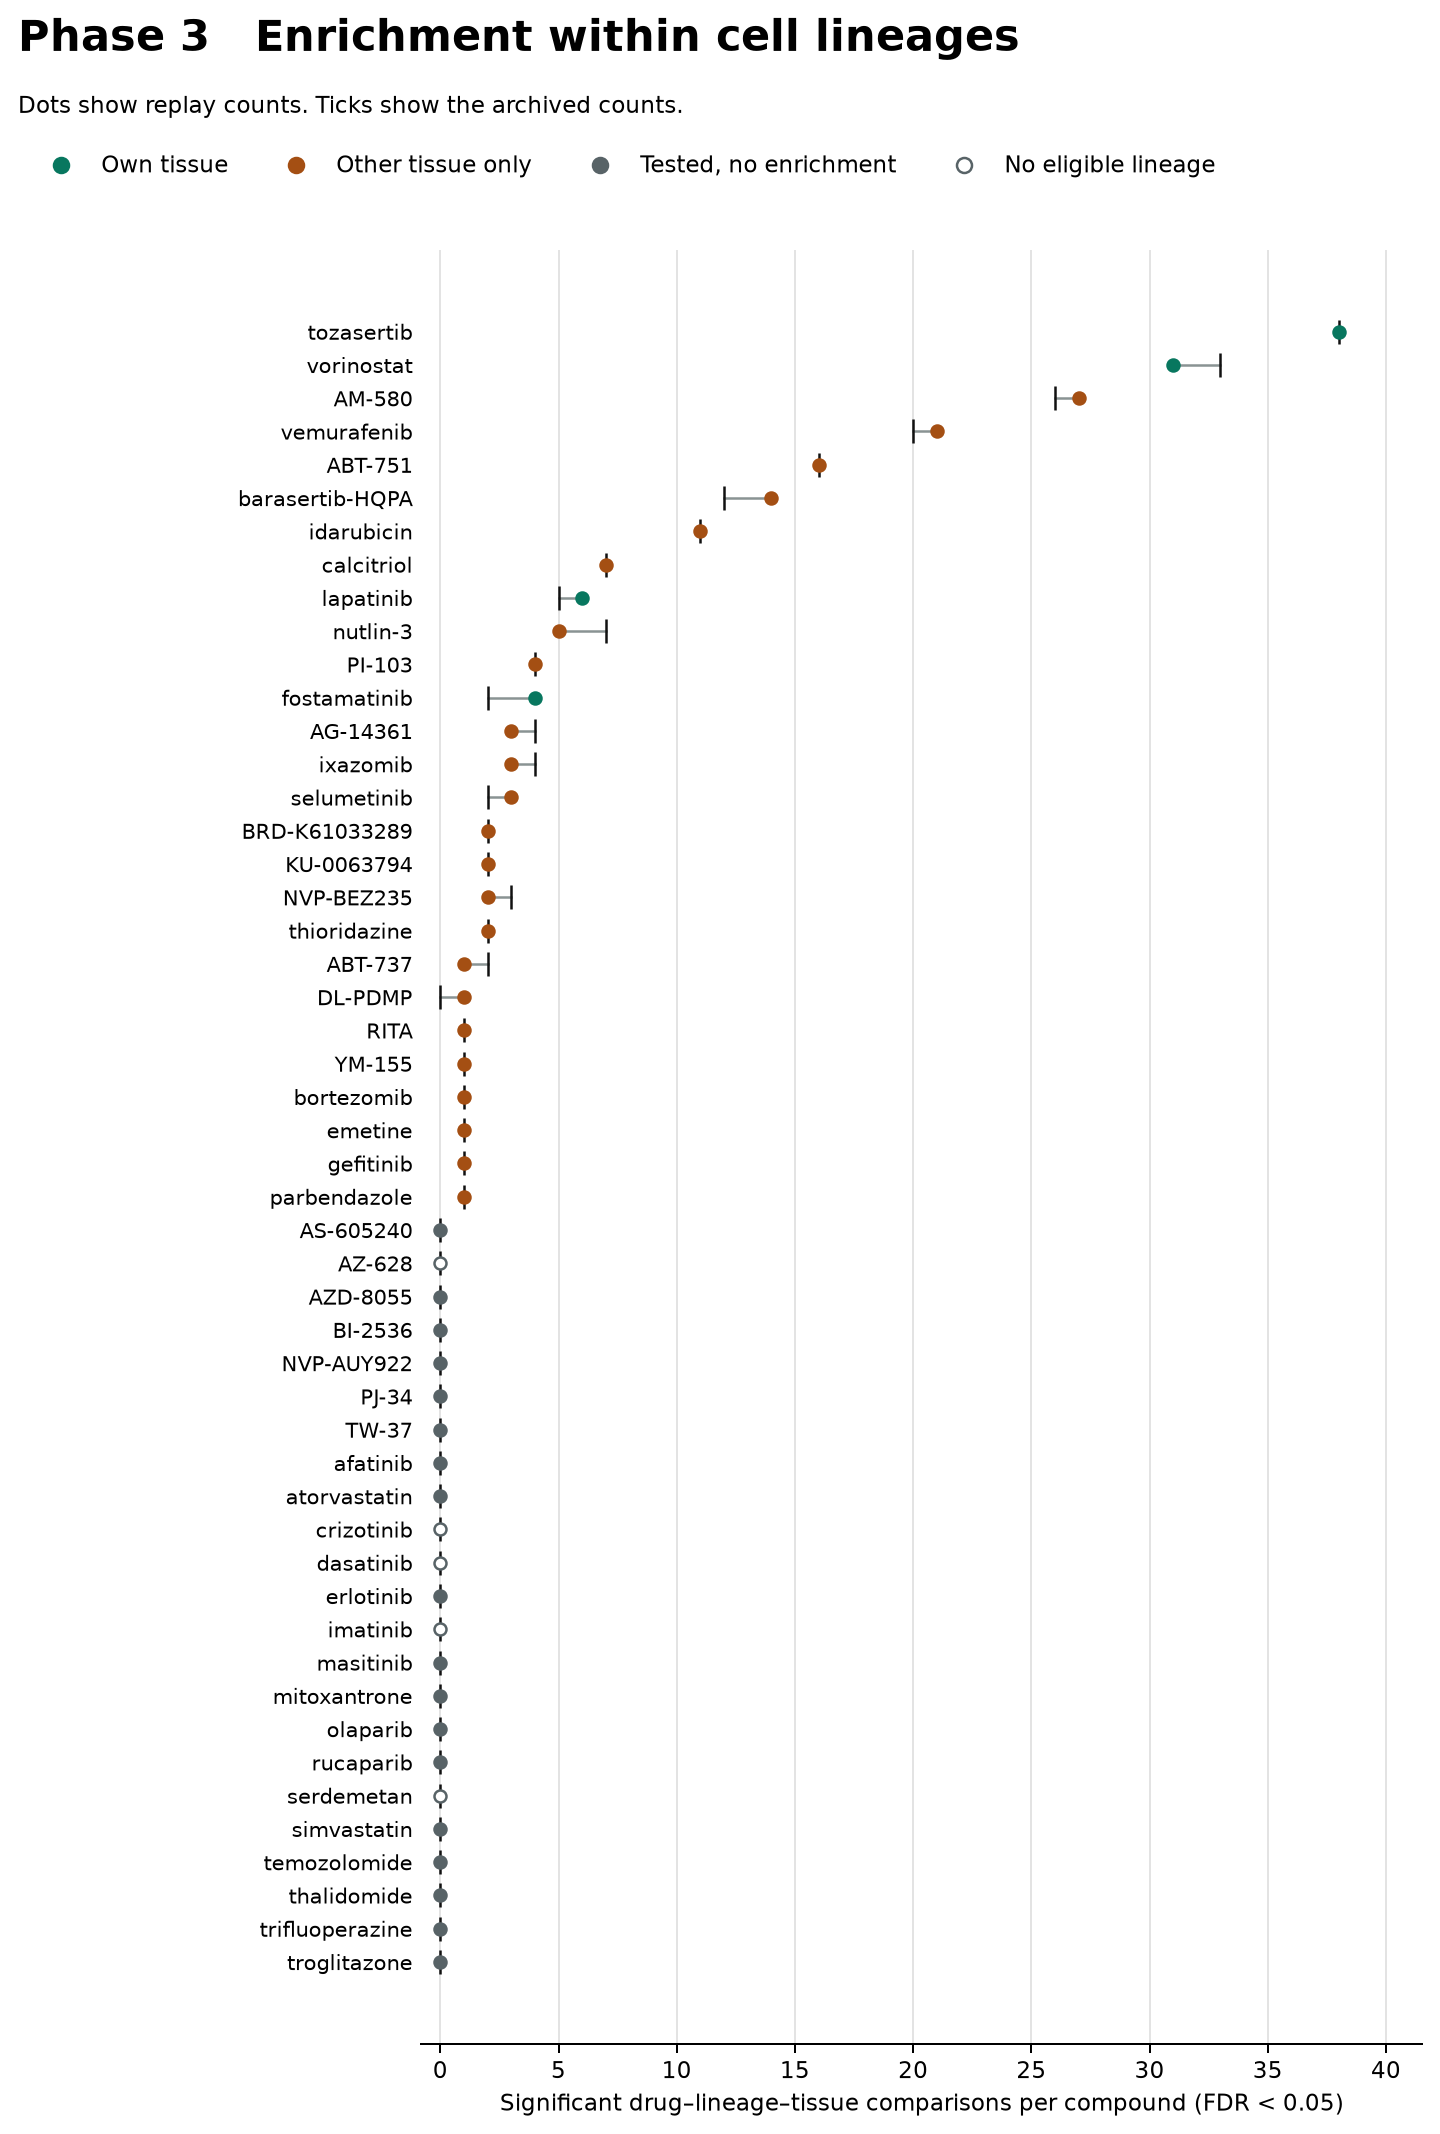 Phase 3   Enrichment within cell lineages
Dots show replay counts. Ticks show the archived counts.
Own tissue   Other tissue only   Tested, no enrichment   No eligible lineage
tozasertib
vorinostat
AM-580
vemurafenib
ABT-751
barasertib-HQPA
idarubicin
calcitriol
lapatinib
nutlin-3
PI-103
fostamatinib
AG-14361
ixazomib
selumetinib
BRD-K61033289
KU-0063794
NVP-BEZ235
thioridazine
ABT-737
DL-PDMP
RITA
YM-155
bortezomib
emetine
gefitinib
parbendazole
AS-605240
AZ-628
AZD-8055
BI-2536
NVP-AUY922
PJ-34
TW-37
afatinib
atorvastatin
crizotinib
dasatinib
erlotinib
imatinib
masitinib
mitoxantrone
olaparib
rucaparib
serdemetan
simvastatin
temozolomide
thalidomide
trifluoperazine
troglitazone
0 5 10 15 20 25 30 35 40
Significant drug–lineage–tissue comparisons per compound (FDR < 0.05)